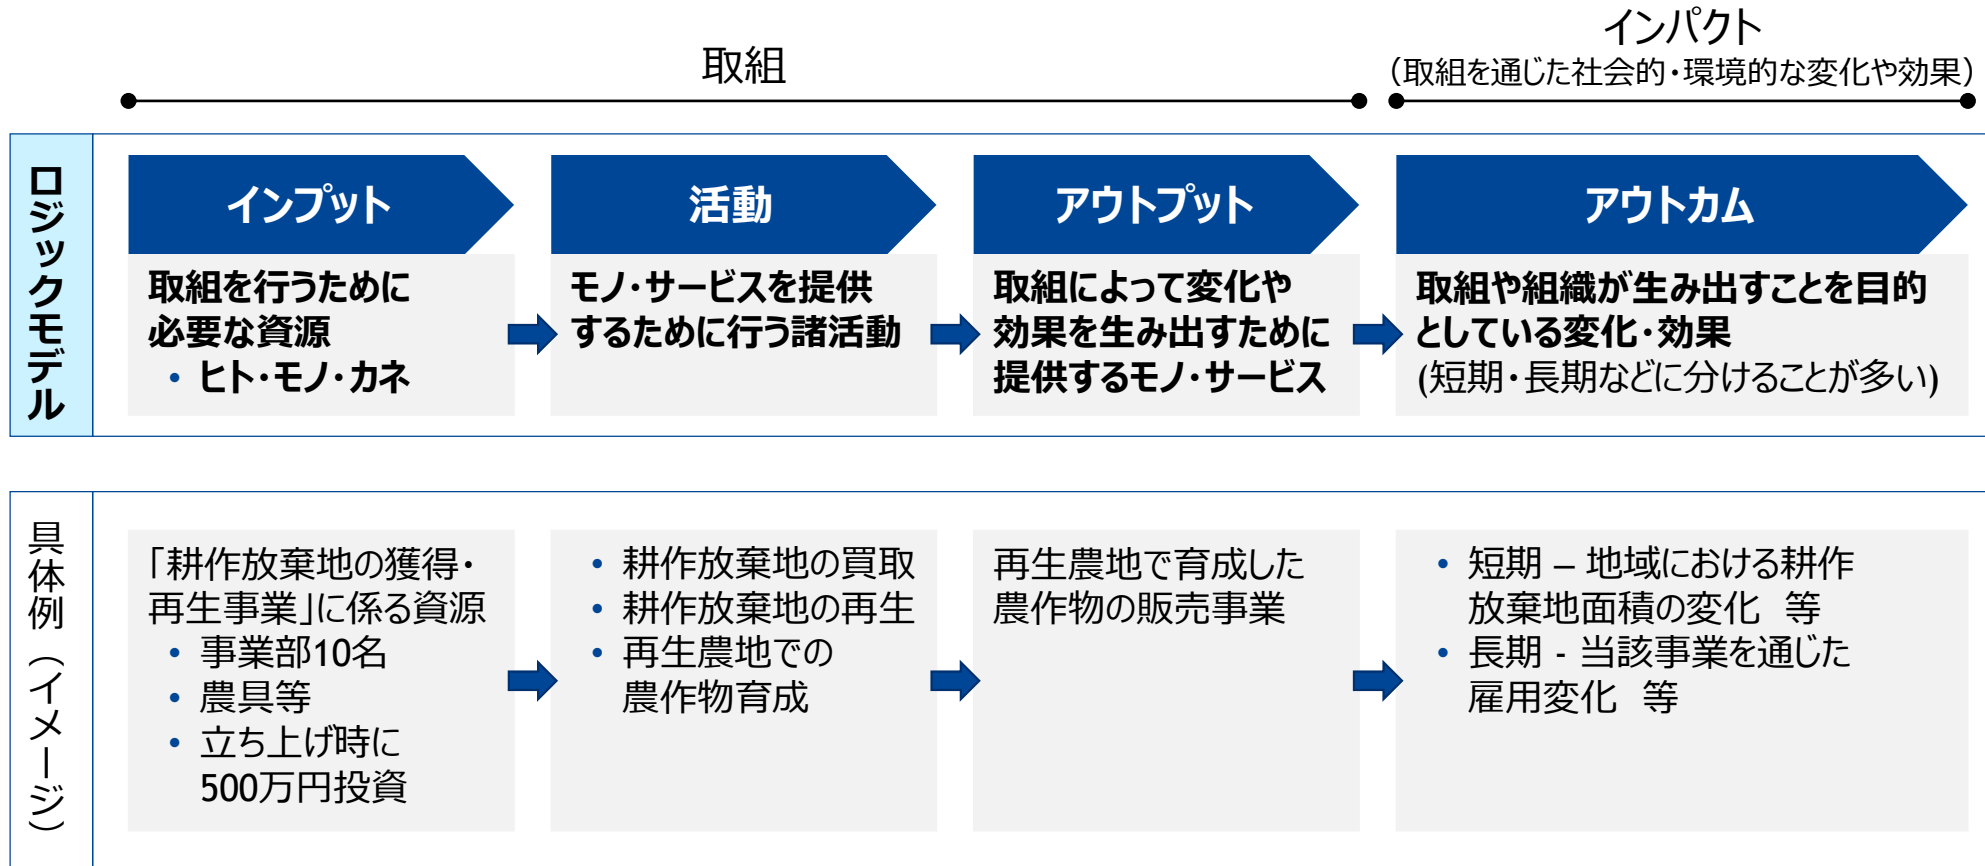 取組
インパクト
（取組を通じた社会的・環境的な変化や効果）
ロジックモデル
インプット
活動
アウトプット
アウトカム
取組を行うために
必要な資源
• ヒト・モノ・カネ
モノ・サービスを提供
するために行う諸活動
取組によって変化や
効果を生み出すために
提供するモノ・サービス
取組や組織が生み出すことを目的
としている変化・効果
(短期・長期などに分けることが多い)
具体例（イメージ）
「耕作放棄地の獲得・
再生事業」に係る資源
• 事業部10名
• 農具等
• 立ち上げ時に
500万円投資
• 耕作放棄地の買取
• 耕作放棄地の再生
• 再生農地での
農作物育成
再生農地で育成した
農作物の販売事業
• 短期 – 地域における耕作
放棄地面積の変化 等
• 長期 - 当該事業を通じた
雇用変化 等